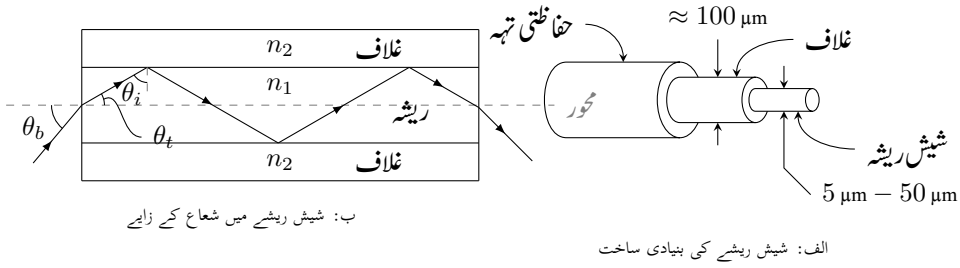 ≈ 100 µm
حفاظتی تہہ
غلاف
محور
شیش ریشہ
5 µm − 50 µm
الف: شیش ریشے کی بنیادی ساخت
n₂ غلاف
θᵢ
n₁
ریشہ
θ_b
θ_t
n₂ غلاف
ب: شیش ریشے میں شعاع کے زاویے